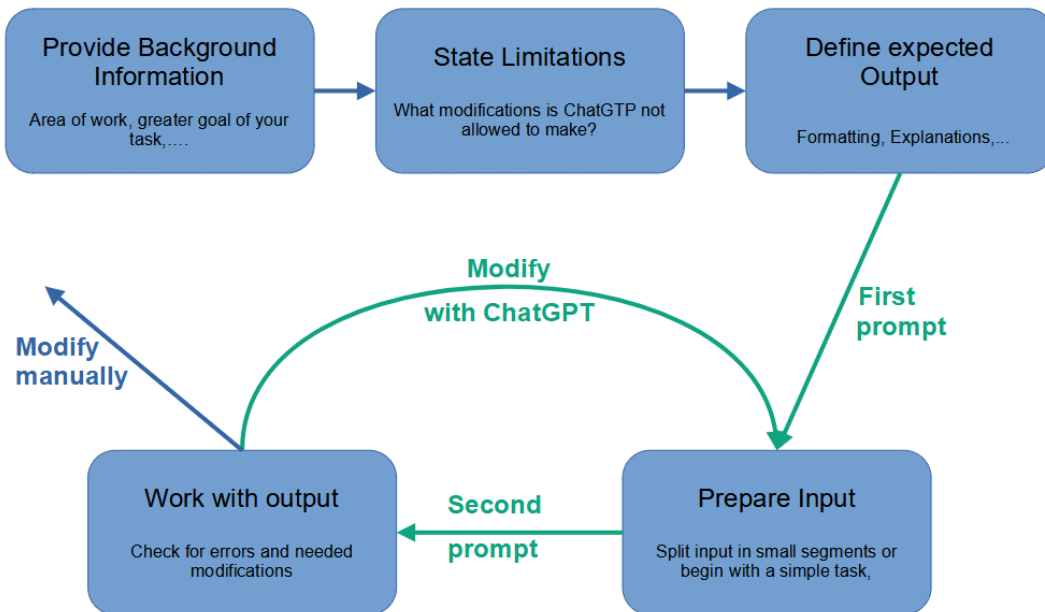 Provide Background
Information
Area of work, greater goal of your
task,....
State Limitations
What modifications is ChatGTP not
allowed to make?
Define expected
Output
Formatting, Explanations,...
First
prompt
Modify
with ChatGPT
Modify
manually
Work with output
Check for errors and needed
modifications
Second
prompt
Prepare Input
Split input in small segments or
begin with a simple task,